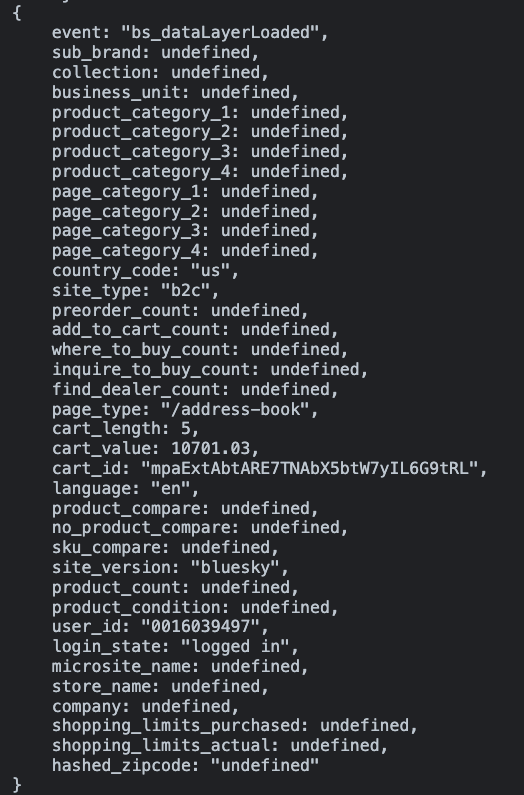 {
event: "bs_dataLayerLoaded",
sub_brand: undefined,
collection: undefined,
business_unit: undefined,
product_category_1: undefined,
product_category_2: undefined,
product_category_3: undefined,
product_category_4: undefined,
page_category_1: undefined,
page_category_2: undefined,
page_category_3: undefined,
page_category_4: undefined,
country_code: "us",
site_type: "b2c",
preorder_count: undefined,
add_to_cart_count: undefined,
where_to_buy_count: undefined,
inquire_to_buy_count: undefined,
find_dealer_count: undefined,
page_type: "/address-book",
cart_length: 5,
cart_value: 10701.03,
cart_id: "mpaExtAbtARE7TNAbX5btW7yIL6G9tRL",
language: "en",
product_compare: undefined,
no_product_compare: undefined,
sku_compare: undefined,
site_version: "bluesky",
product_count: undefined,
product_condition: undefined,
user_id: "0016039497",
login_state: "logged in",
microsite_name: undefined,
store_name: undefined,
company: undefined,
shopping_limits_purchased: undefined,
shopping_limits_actual: undefined,
hashed_zipcode: "undefined"
}